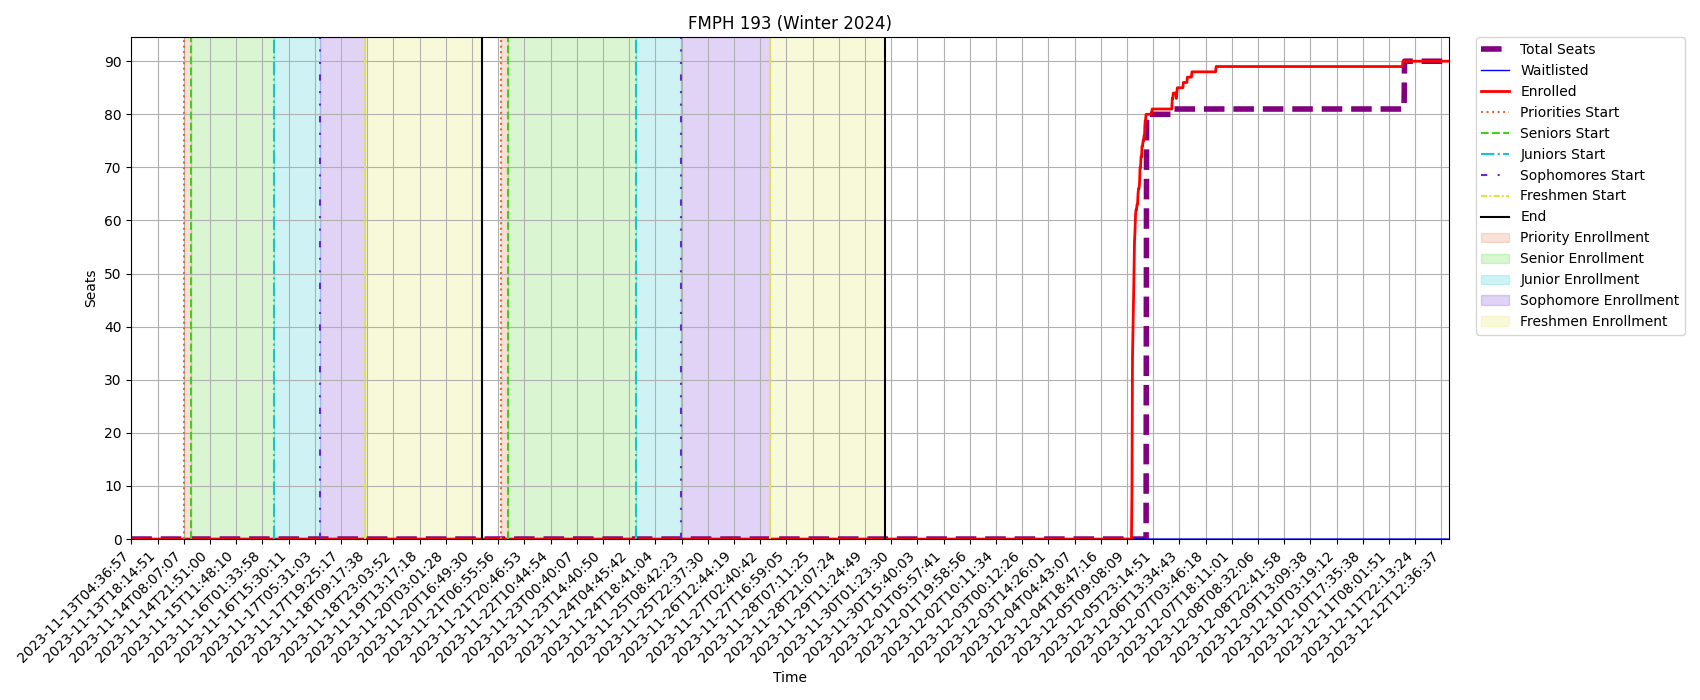 FMPH 193 (Winter 2024)
Seats
90
80
70
60
50
40
30
20
10
0
2023-11-13T04:36:57
2023-11-13T18:14:51
2023-11-14T08:07:07
2023-11-14T21:51:00
2023-11-15T11:48:10
2023-11-16T01:33:58
2023-11-16T15:30:11
2023-11-17T05:31:03
2023-11-17T19:25:17
2023-11-18T09:17:38
2023-11-18T23:03:52
2023-11-19T13:17:18
2023-11-20T03:01:28
2023-11-20T16:49:30
2023-11-21T06:55:56
2023-11-21T20:46:53
2023-11-22T10:44:54
2023-11-23T00:40:07
2023-11-23T14:40:50
2023-11-24T04:45:42
2023-11-24T18:41:04
2023-11-25T08:42:23
2023-11-25T22:37:30
2023-11-26T12:44:19
2023-11-27T02:40:42
2023-11-27T16:59:05
2023-11-28T07:11:25
2023-11-28T21:07:24
2023-11-29T11:24:49
2023-11-30T01:23:30
2023-11-30T15:40:03
2023-12-01T05:57:41
2023-12-01T19:58:56
2023-12-02T10:11:34
2023-12-03T00:12:26
2023-12-03T14:26:01
2023-12-04T04:43:07
2023-12-04T18:47:16
2023-12-05T09:08:09
2023-12-05T23:14:51
2023-12-06T13:34:43
2023-12-07T03:46:18
2023-12-07T18:11:01
2023-12-08T08:32:06
2023-12-08T22:41:58
2023-12-09T13:09:38
2023-12-10T03:19:12
2023-12-10T17:35:38
2023-12-11T08:01:51
2023-12-11T22:13:24
2023-12-12T12:36:37
Time
Total Seats
Waitlisted
Enrolled
Priorities Start
Seniors Start
Juniors Start
Sophomores Start
Freshmen Start
End
Priority Enrollment
Senior Enrollment
Junior Enrollment
Sophomore Enrollment
Freshmen Enrollment